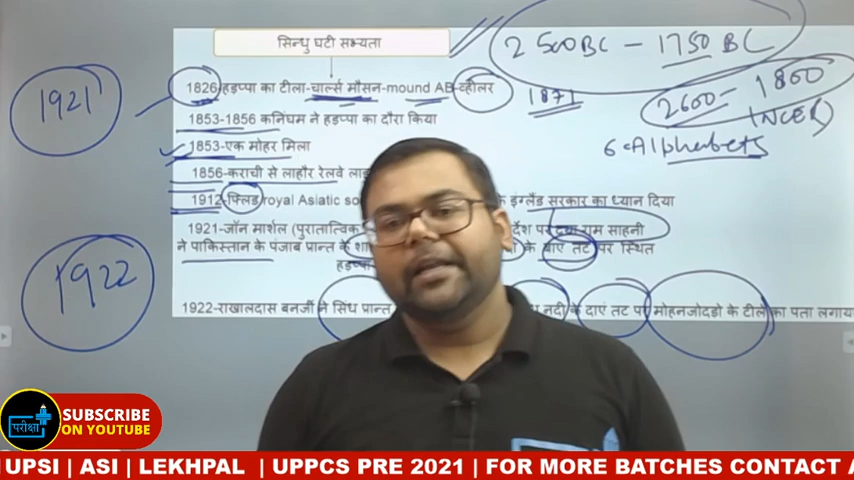 सिन्धु घटी सभ्यता
2500BC - 1750 BC
1921
1826-हड़प्पा का टीला-चार्ल्स मौसन-mound AB-व्हीलर
1871
2600 - 1800
(NCER)
1853-1856 कनिंघम ने हड़प्पा का दौरा किया
6 Alphabets
1853-एक मोहर मिला
1856-कराची से लाहौर रेलवे
1912-फ्लिड royal Asiatic इंग्लैंड सरकार का ध्यान दिया
1921-जॉन मार्शल (पुरातात्विक राम साहनी
ने पाकिस्तान के पंजाब प्रान्त के के दाएं तट पर स्थित
1922
1922-राखालदास बनर्जी ने सिंध प्रान्त नदी के दाएं तट पर मोहनजोदड़ो के टीले का पता लगाय
परीक्षा
SUBSCRIBE
ON YOUTUBE
UPSI | ASI | LEKHPAL | UPPCS PRE 2021 | FOR MORE BATCHES CONTACT A